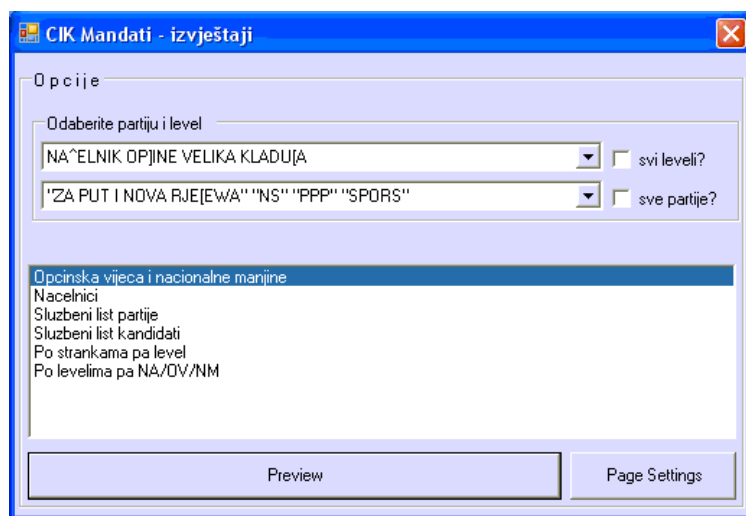 CIK Mandati - izvještaji
Opcije
Odaberite partiju i level
NA^ELNIK OP]INE VELIKA KLADU[A
svi leveli?
"ZA PUT I NOVA RJE[EWA" "NS" "PPP" "SPORS"
sve partije?
Opcinska vijeca i nacionalne manjine
Nacelnici
Sluzbeni list partije
Sluzbeni list kandidati
Po strankama pa level
Po levelima pa NA/OV/NM
Preview
Page Settings